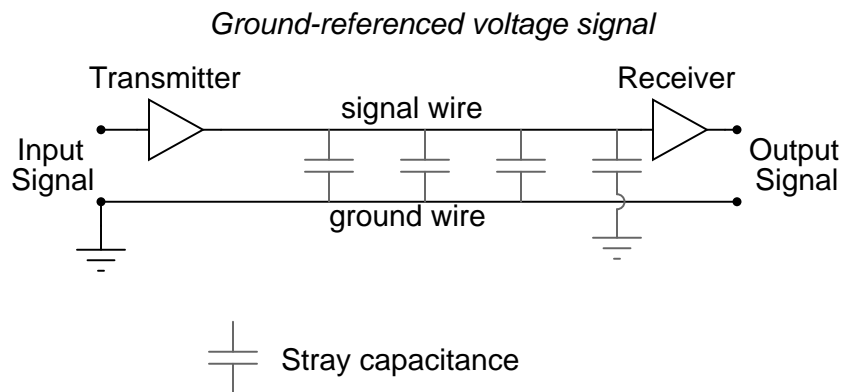 Ground-referenced voltage signal
Transmitter
Receiver
signal wire
Input
Signal
Output
Signal
ground wire
Stray capacitance